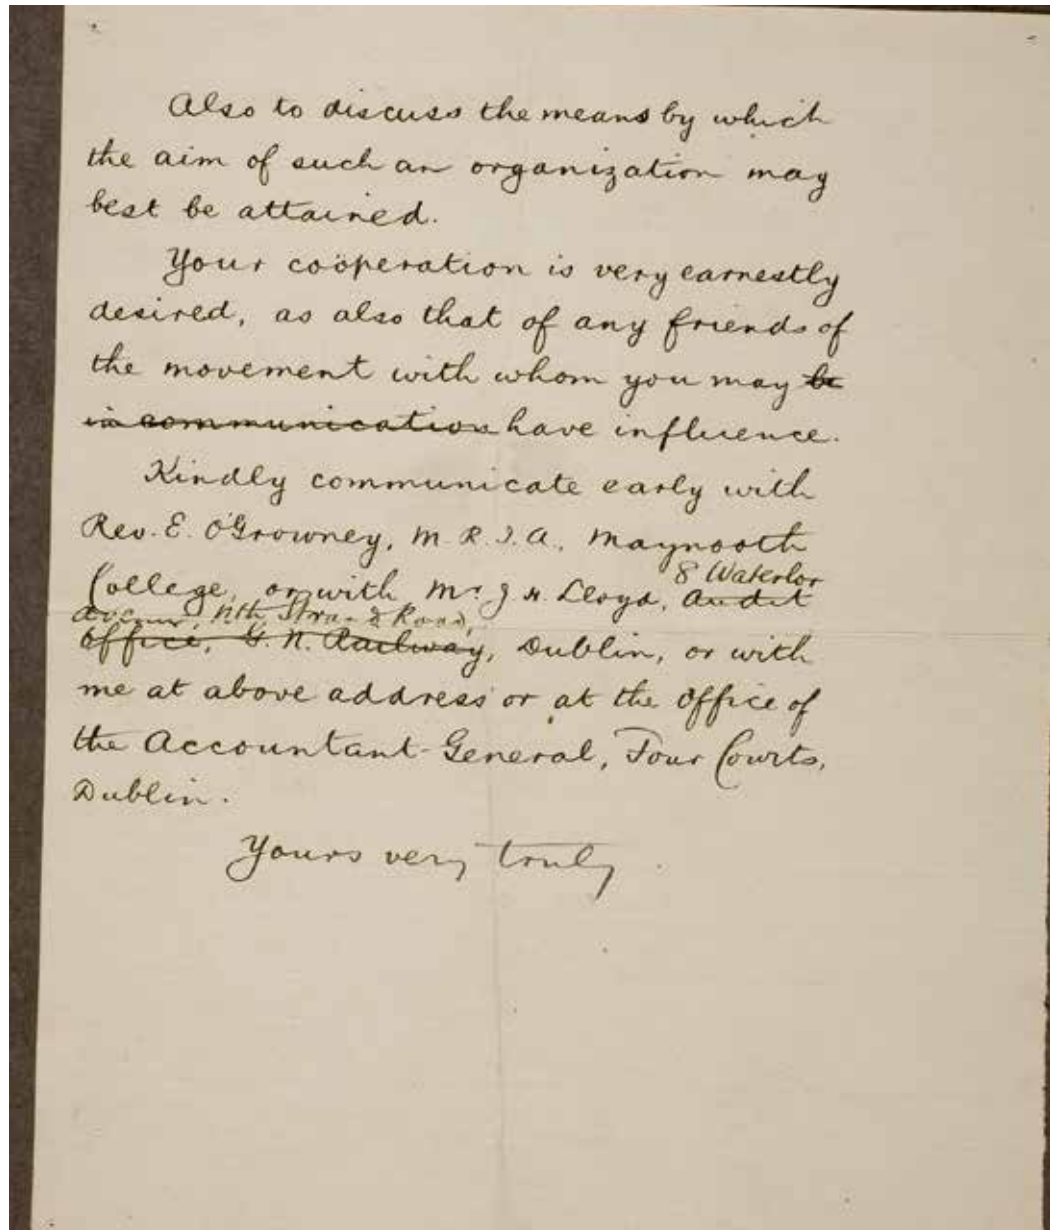 Also to discuss the means by which
the aim of such an organization may
best be attained.
Your coöperation is very earnestly
desired, as also that of any friends of
the movement with whom you may be
in communication have influence.
Kindly communicate early with
Rev. E. O'Growney, M. R. I. A., Maynooth
8 Waterloo
College, or with Mr J H. Lloyd, Audit
Avenue, Nth Strand Road,
Office, G. N. Railway, Dublin, or with
me at above address or at the Office of
the Accountant-General, Four Courts,
Dublin.
Yours very truly